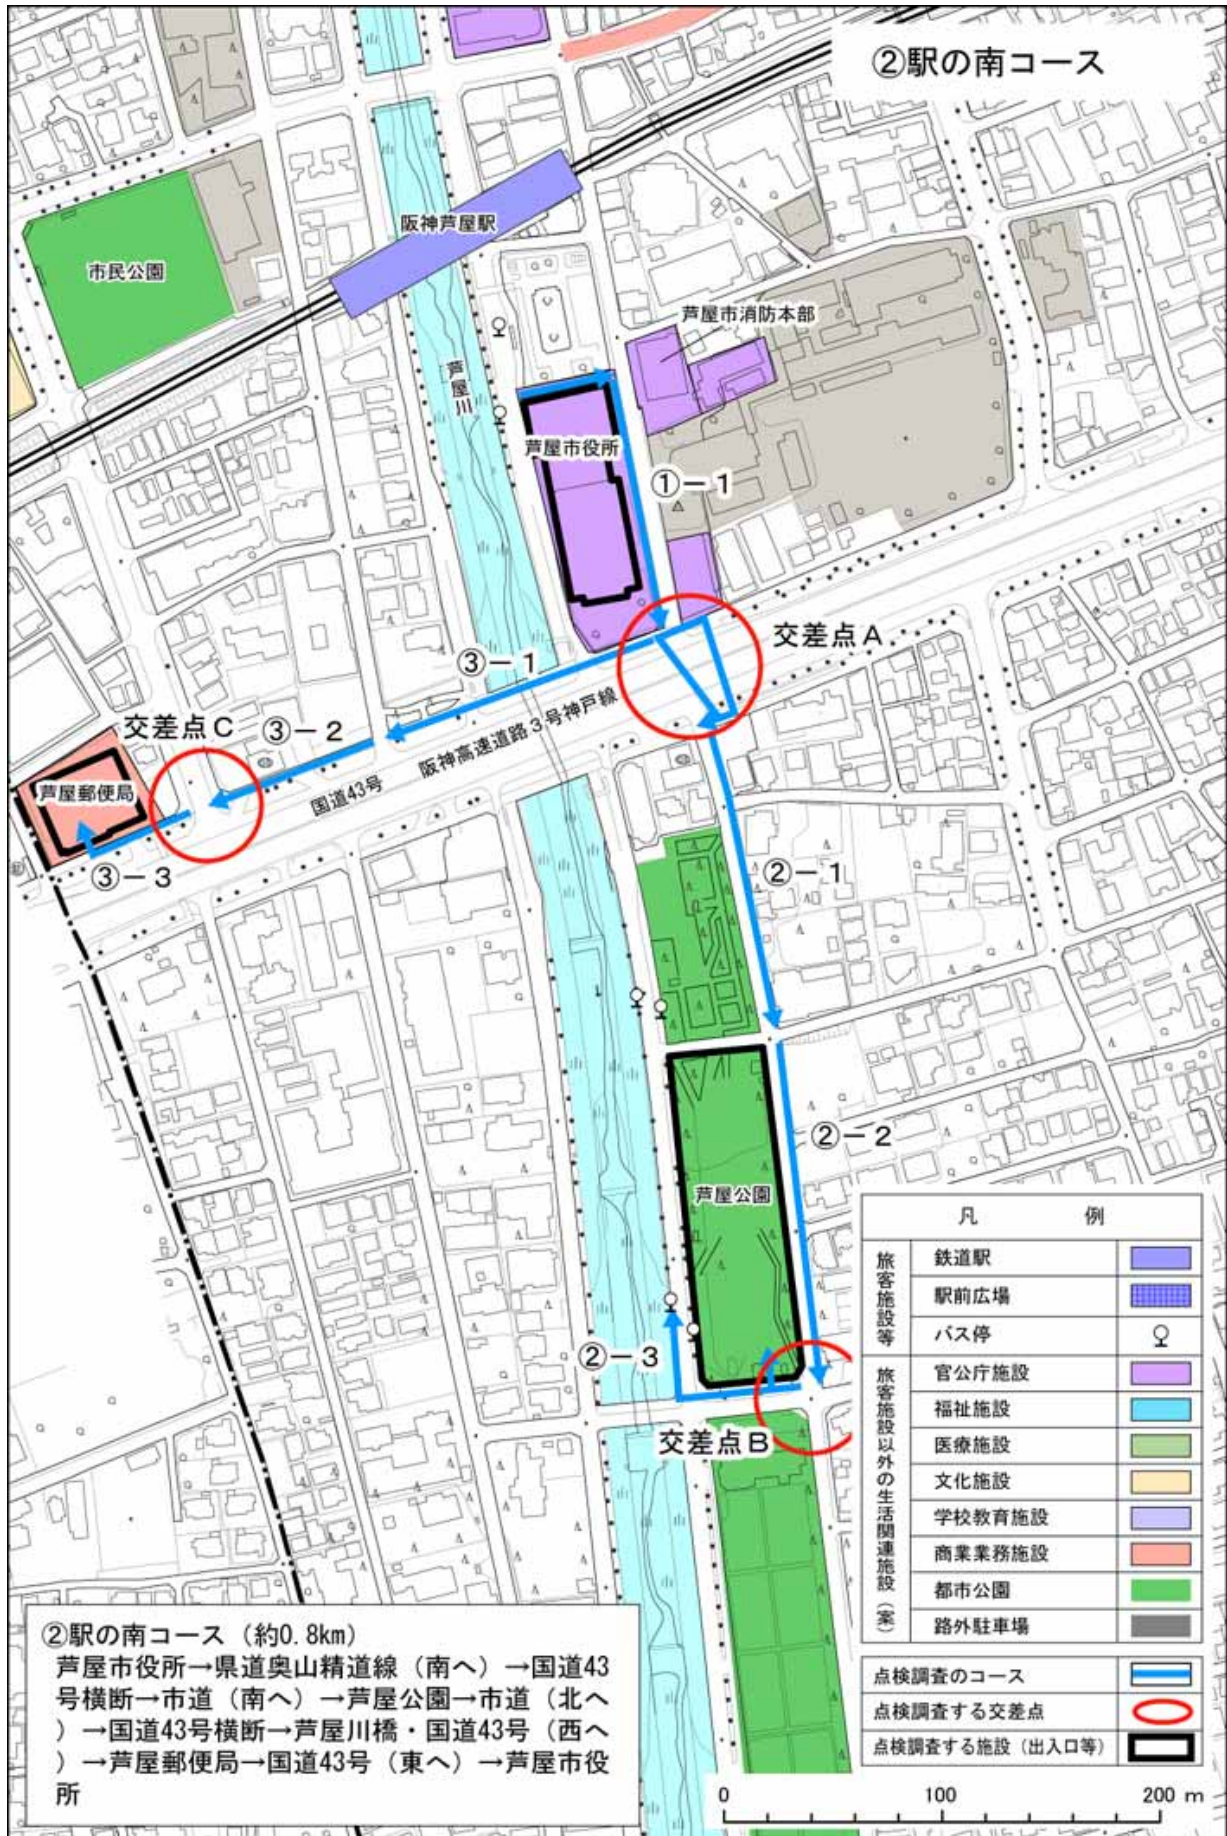 ②駅の南コース
阪神芦屋駅
市民公園
芦屋市消防本部
芦屋川
芦屋市役所
①－1
交差点A
③－1
交差点C
③－2
阪神高速道路3号神戸線
国道43号
芦屋郵便局
③－3
②－1
②－2
芦屋公園
②－3
交差点B
凡 例
旅客施設等
鉄道駅
駅前広場
バス停
旅客施設以外の生活関連施設（案）
官公庁施設
福祉施設
医療施設
文化施設
学校教育施設
商業業務施設
都市公園
路外駐車場
点検調査のコース
点検調査する交差点
点検調査する施設（出入口等）
②駅の南コース（約0.8km）
芦屋市役所→県道奥山精道線（南へ）→国道43
号横断→市道（南へ）→芦屋公園→市道（北へ
）→国道43号横断→芦屋川橋・国道43号（西へ
）→芦屋郵便局→国道43号（東へ）→芦屋市役
所
0 100 200 m